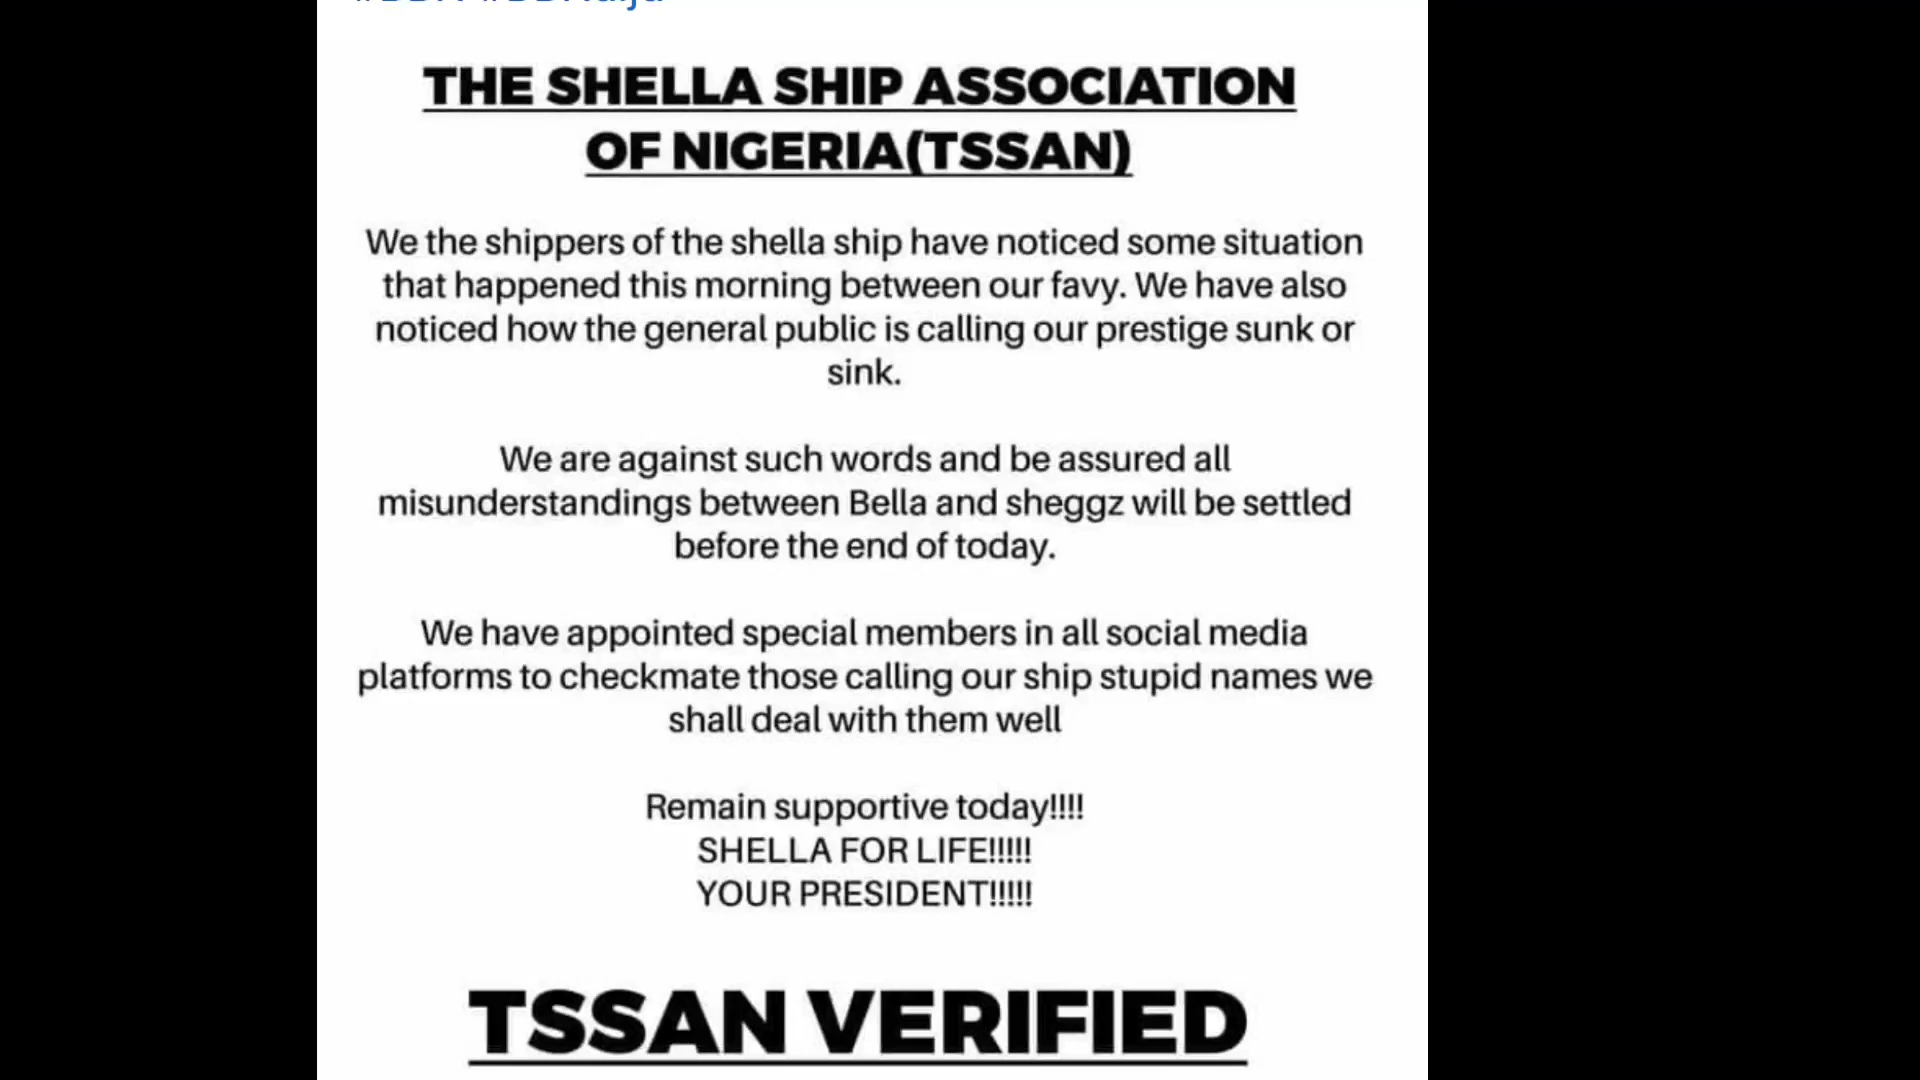 THE SHELLA SHIP ASSOCIATION
OF NIGERIA(TSSAN)
We the shippers of the shella ship have noticed some situation
that happened this morning between our favy. We have also
noticed how the general public is calling our prestige sunk or
sink.
We are against such words and be assured all
misunderstandings between Bella and sheggz will be settled
before the end of today.
We have appointed special members in all social media
platforms to checkmate those calling our ship stupid names we
shall deal with them well
Remain supportive today!!!!
SHELLA FOR LIFE!!!!!
YOUR PRESIDENT!!!!!
TSSAN VERIFIED